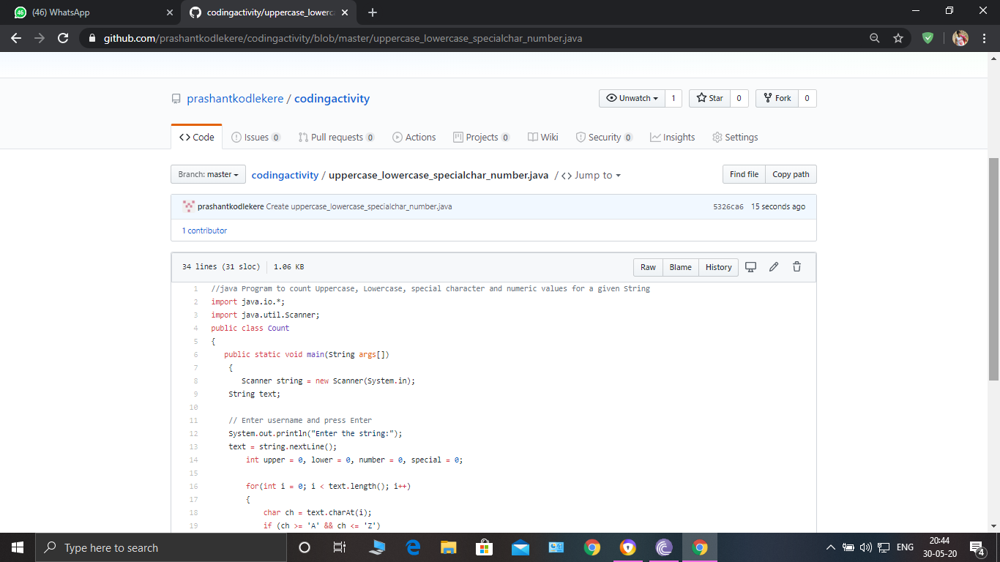 (46) WhatsApp
codingactivity/uppercase_lowerc
github.com/prashantkodlekere/codingactivity/blob/master/uppercase_lowercase_specialchar_number.java
prashantkodlekere / codingactivity
Unwatch 1 Star 0 Fork 0
Code Issues 0 Pull requests 0 Actions Projects 0 Wiki Security 0 Insights Settings
Branch: master codingactivity / uppercase_lowercase_specialchar_number.java / <> Jump to Find file Copy path
prashantkodlekere Create uppercase_lowercase_specialchar_number.java 5326ca6 15 seconds ago
1 contributor
34 lines (31 sloc) 1.06 KB Raw Blame History
1 //java Program to count Uppercase, Lowercase, special character and numeric values for a given String
2 import java.io.*;
3 import java.util.Scanner;
4 public class Count
5 {
6 public static void main(String args[])
7 {
8 Scanner string = new Scanner(System.in);
9 String text;
10
11 // Enter username and press Enter
12 System.out.println("Enter the string:");
13 text = string.nextLine();
14 int upper = 0, lower = 0, number = 0, special = 0;
15
16 for(int i = 0; i < text.length(); i++)
17 {
18 char ch = text.charAt(i);
19 if (ch >= 'A' && ch <= 'Z')
Type here to search
ENG
20:44
30-05-20
4